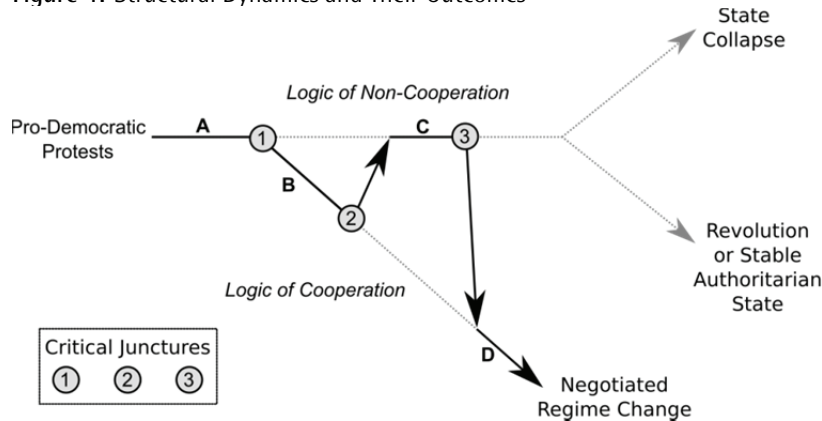 Figure 1. Structural Dynamics and Their Outcomes
State
Collapse
Logic of Non-Cooperation
Pro-Democratic
Protests
A
1
C
3
B
2
Revolution
or Stable
Authoritarian
State
Logic of Cooperation
D
Critical Junctures
1 2 3
Negotiated
Regime Change